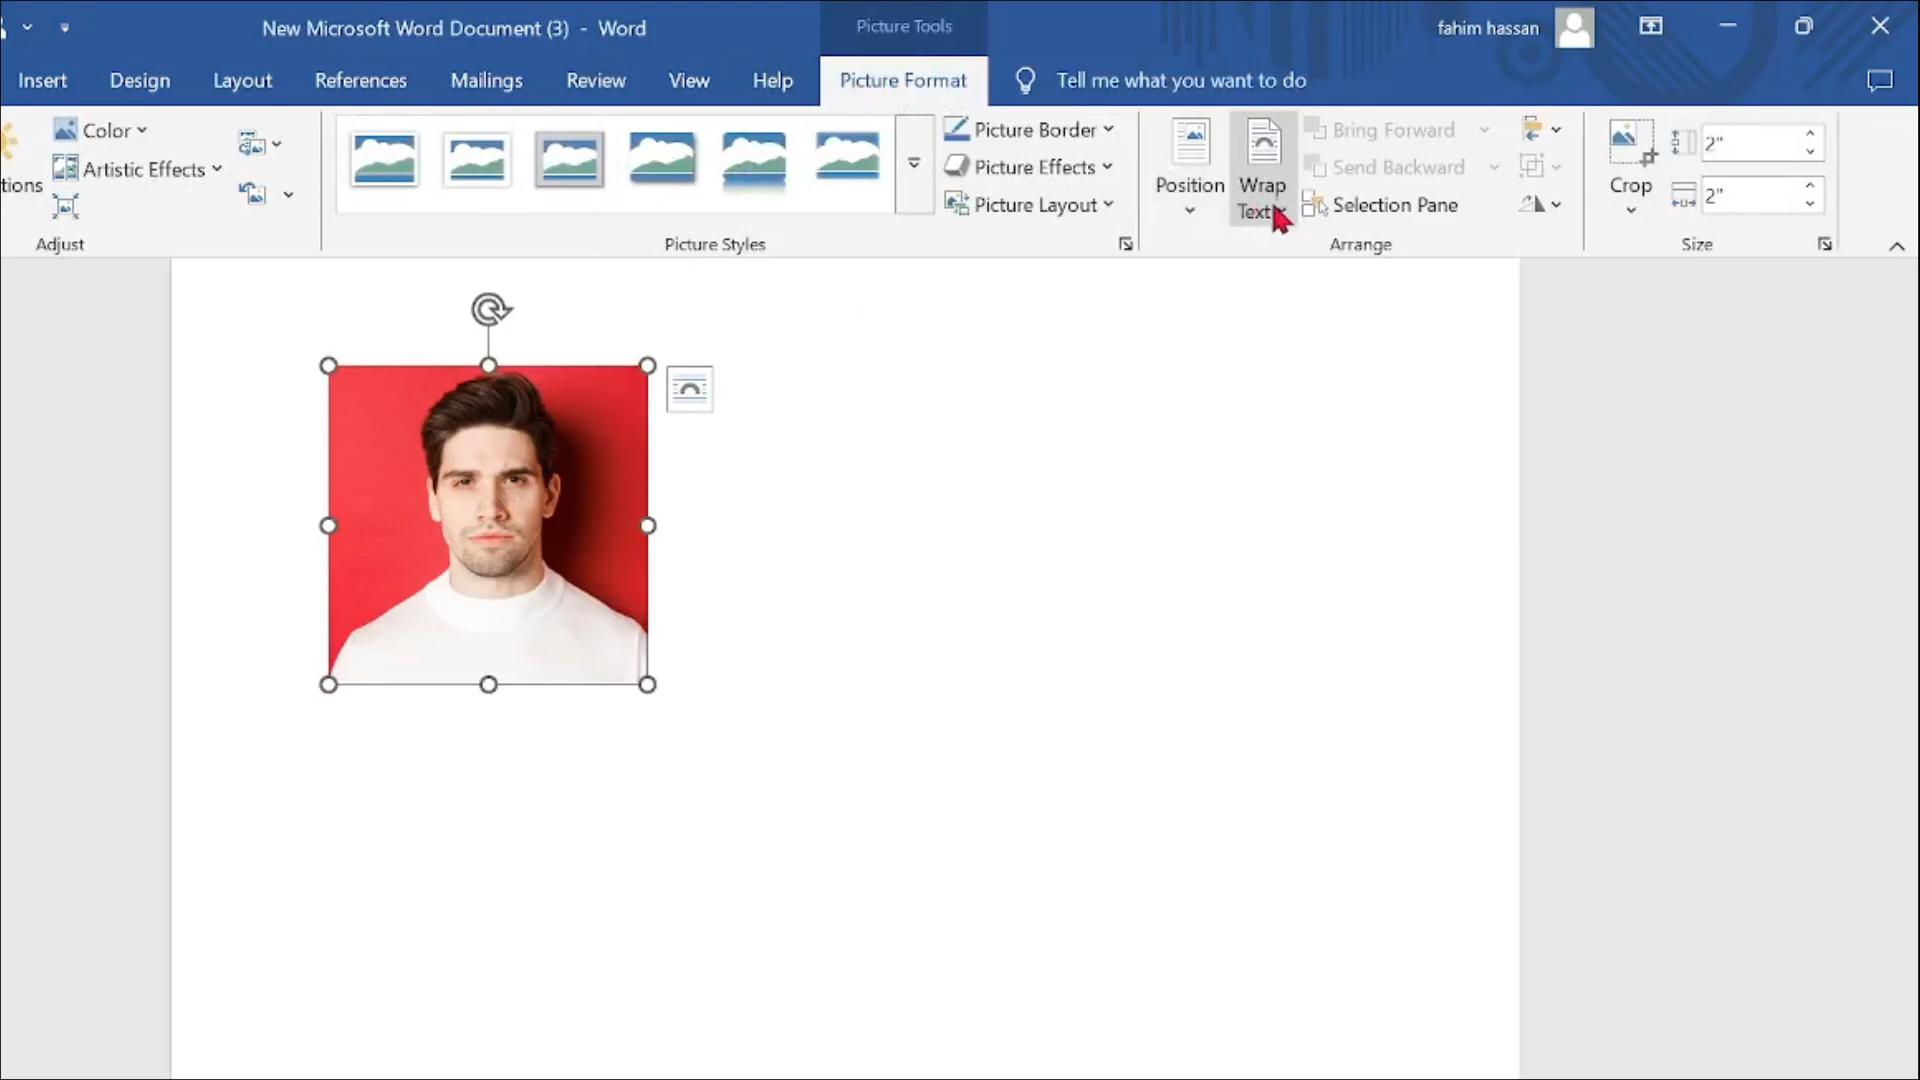 New Microsoft Word Document (3) - Word
Picture Tools
fahim hassan
Insert Design Layout References Mailings Review View Help Picture Format Tell me what you want to do
tions
Color
Artistic Effects
Adjust
Picture Styles
Picture Border
Picture Effects
Picture Layout
Position
Wrap
Text
Bring Forward
Send Backward
Selection Pane
Arrange
Crop
2"
2"
Size